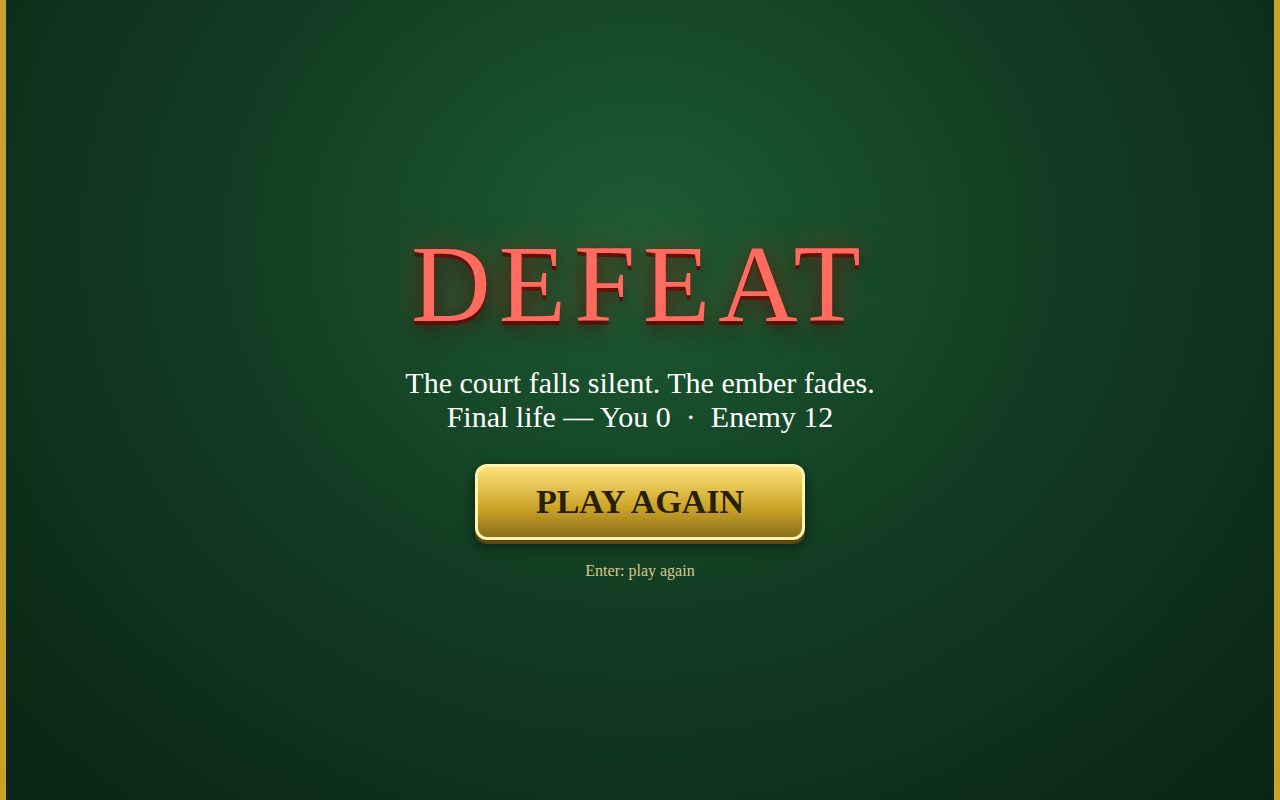 DEFEAT
The court falls silent. The ember fades.
Final life — You 0 · Enemy 12
PLAY AGAIN
Enter: play again